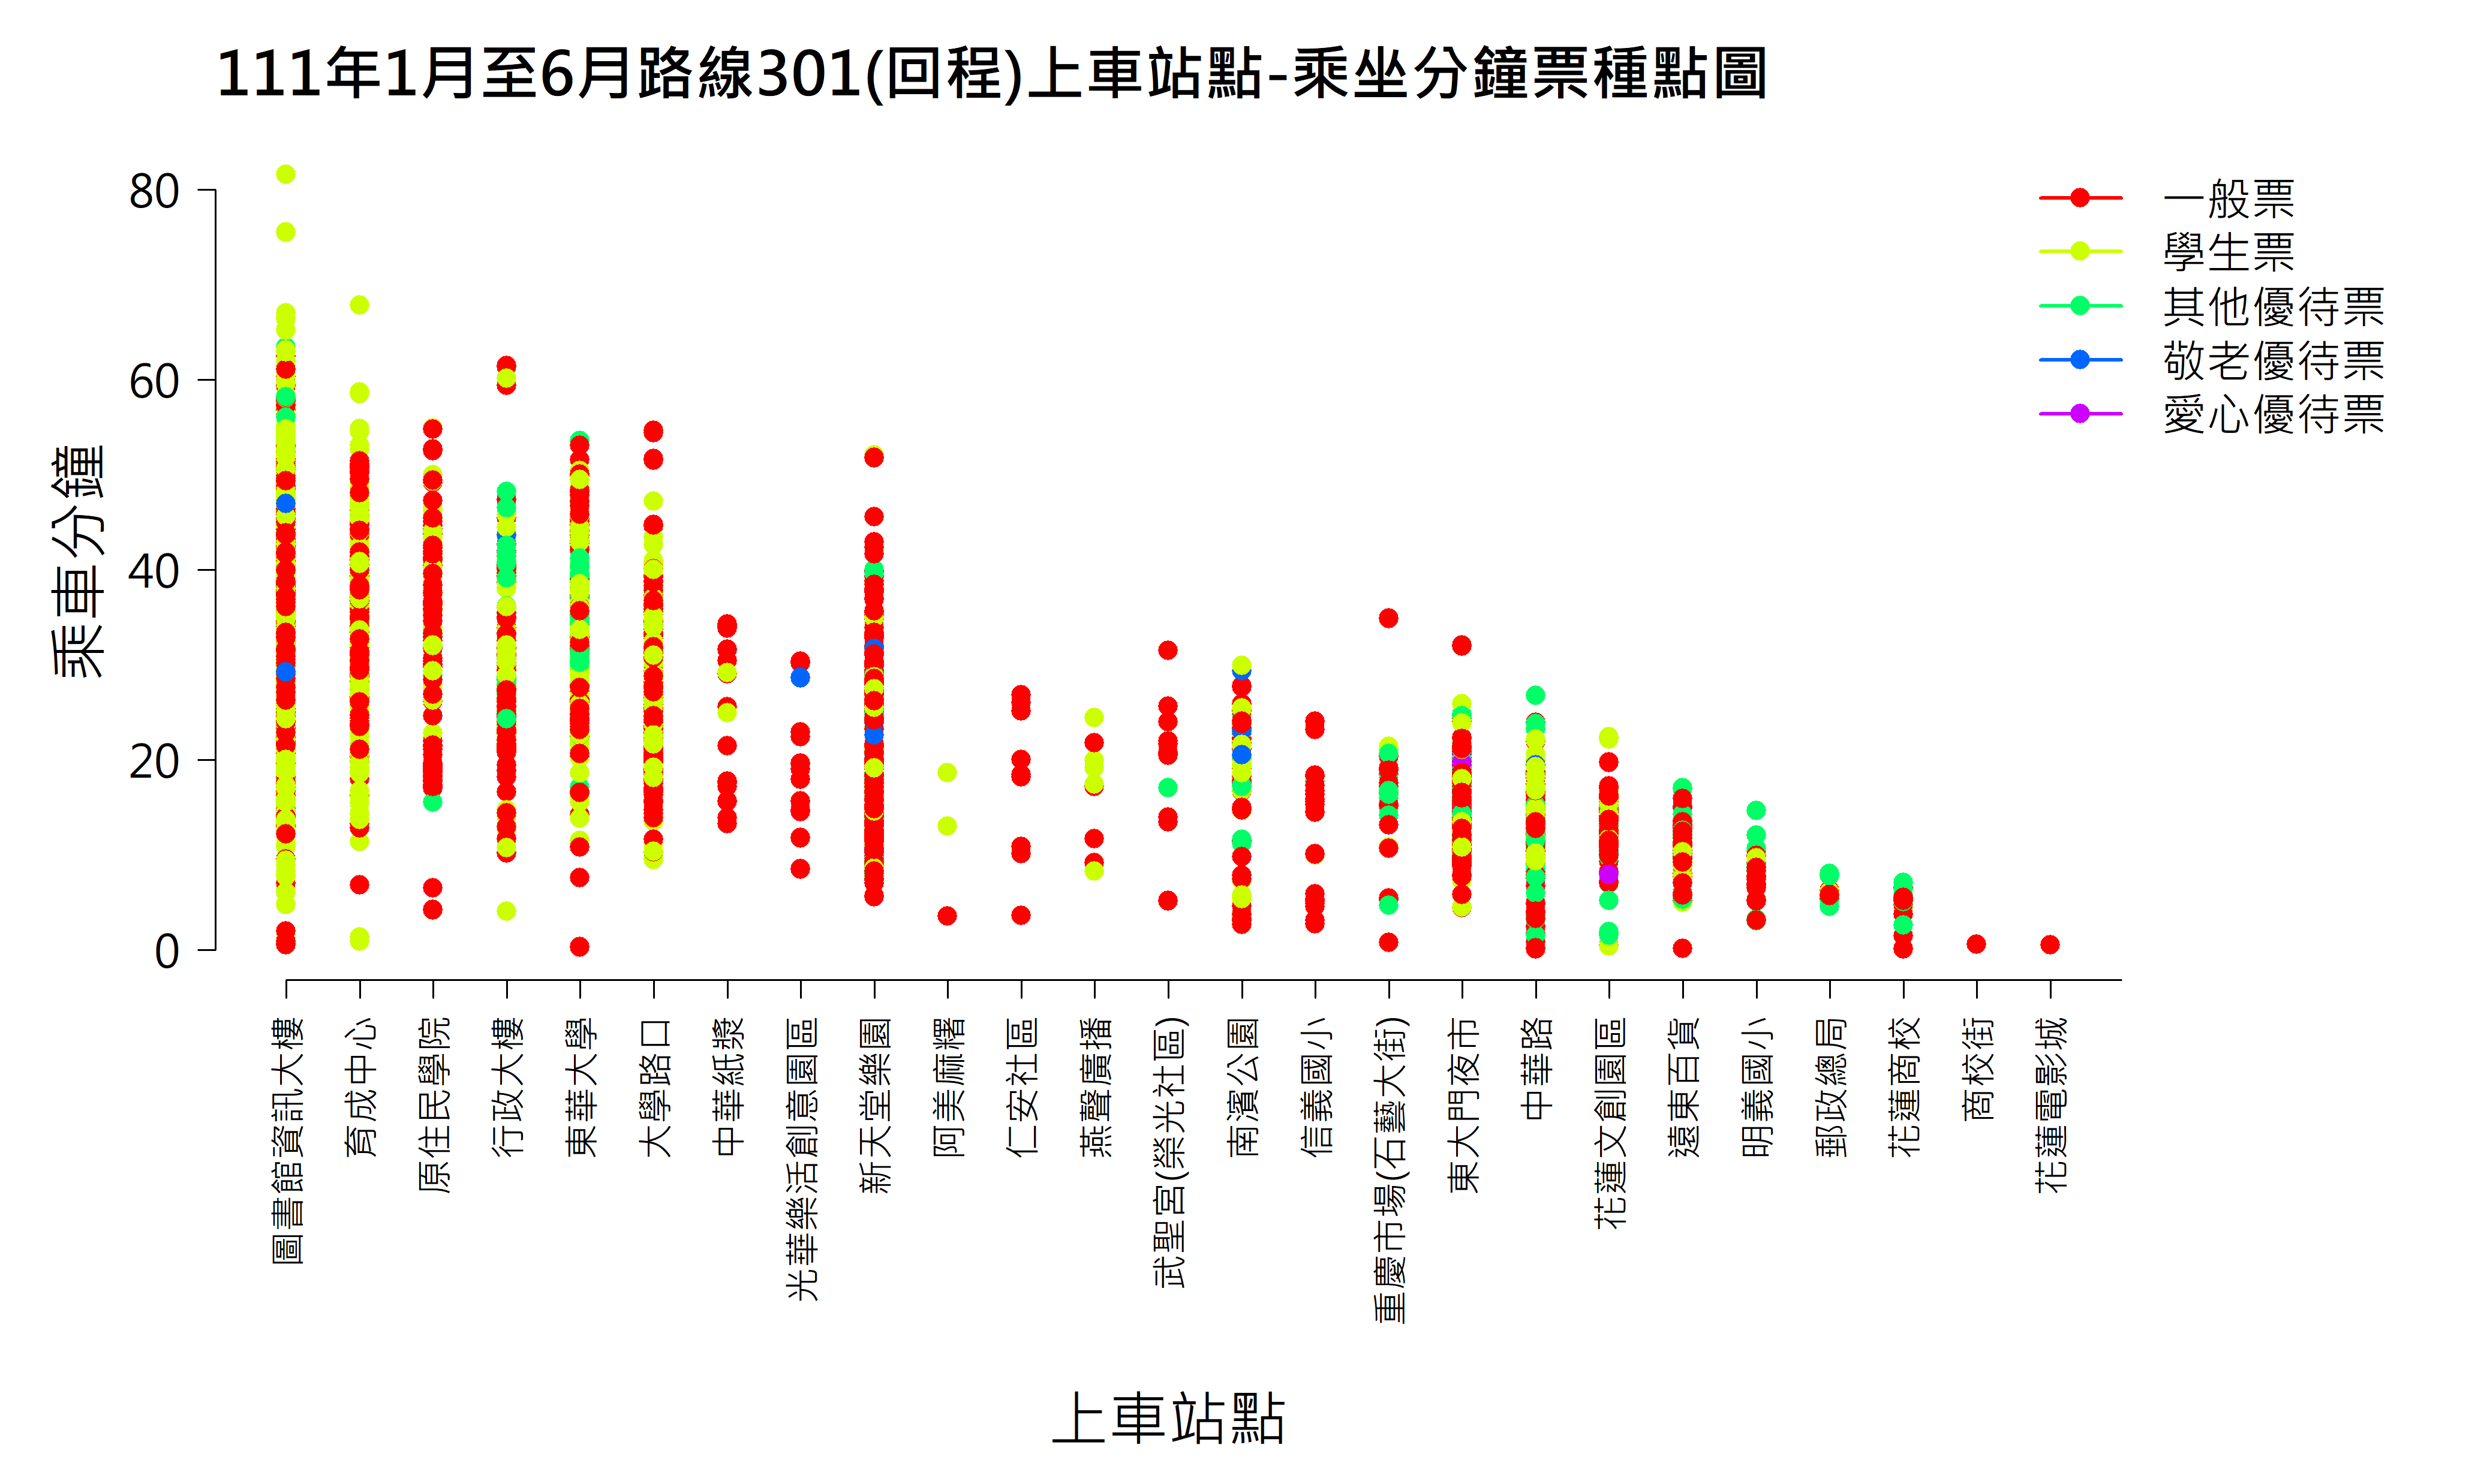 111年1月至6月路線301(回程)上車站點-乘坐分鐘票種點圖
一般票
學生票
其他優待票
敬老優待票
愛心優待票
乘車分鐘
80
60
40
20
0
圖書館資訊大樓
育成中心
原住民學院
行政大樓
東華大學
大學路口
中華紙漿
光華樂活創意園區
新天堂樂園
阿美麻糬
仁安社區
燕聲廣播
武聖宮(榮光社區)
南濱公園
信義國小
重慶市場(石藝大街)
東大門夜市
中華路
花蓮文創園區
遠東百貨
明義國小
郵政總局
花蓮商校
商校街
花蓮電影城
上車站點